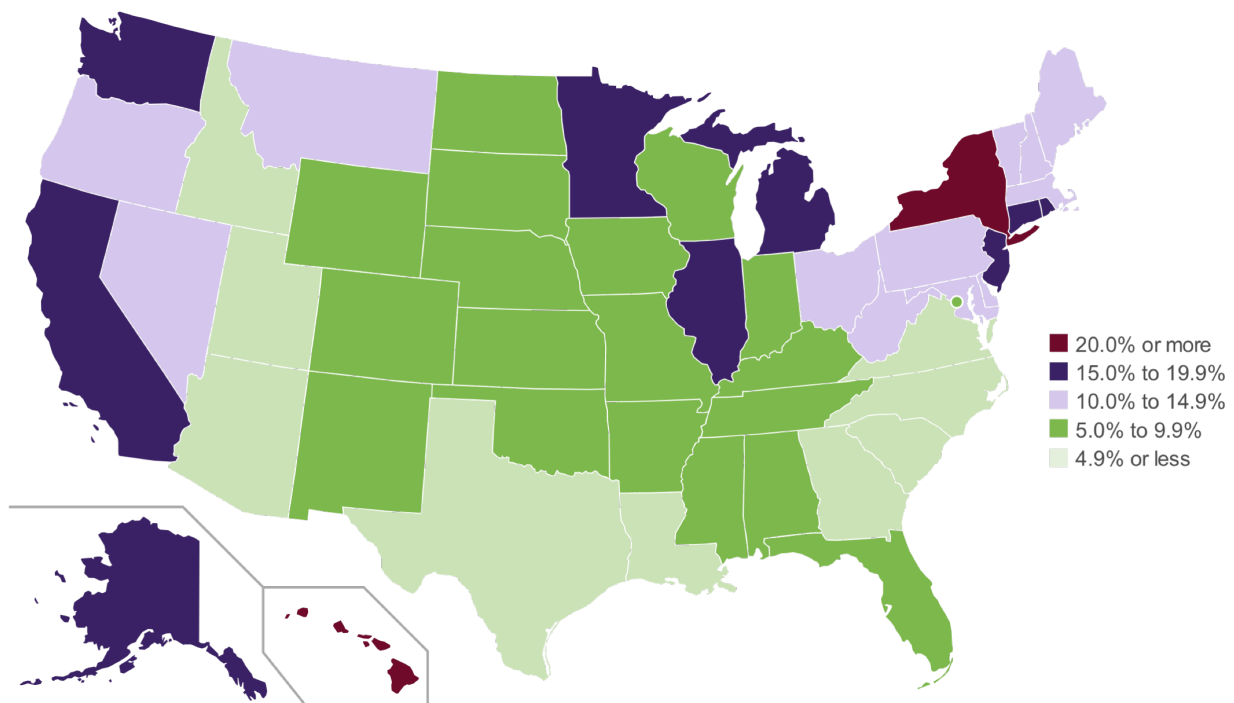 20.0% or more
15.0% to 19.9%
10.0% to 14.9%
5.0% to 9.9%
4.9% or less